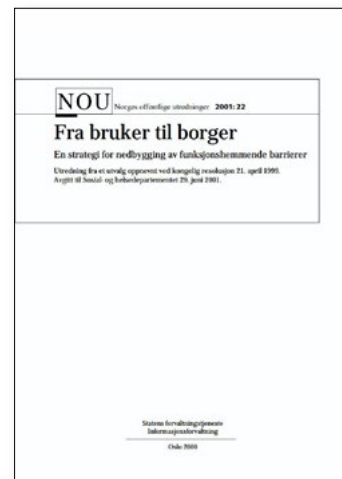 NOU Norges offentlige utredninger 2001: 22
Fra bruker til borger
En strategi for nedbygging av funksjonshemmende barrierer
Utredning fra et utvalg oppnevnt ved kongelig resolusjon 21. april 1999.
Avgitt til Sosial- og helsedepartementet 29. juni 2001.
Statens forvaltningstjeneste
Informasjonsforvaltning
Oslo 2001